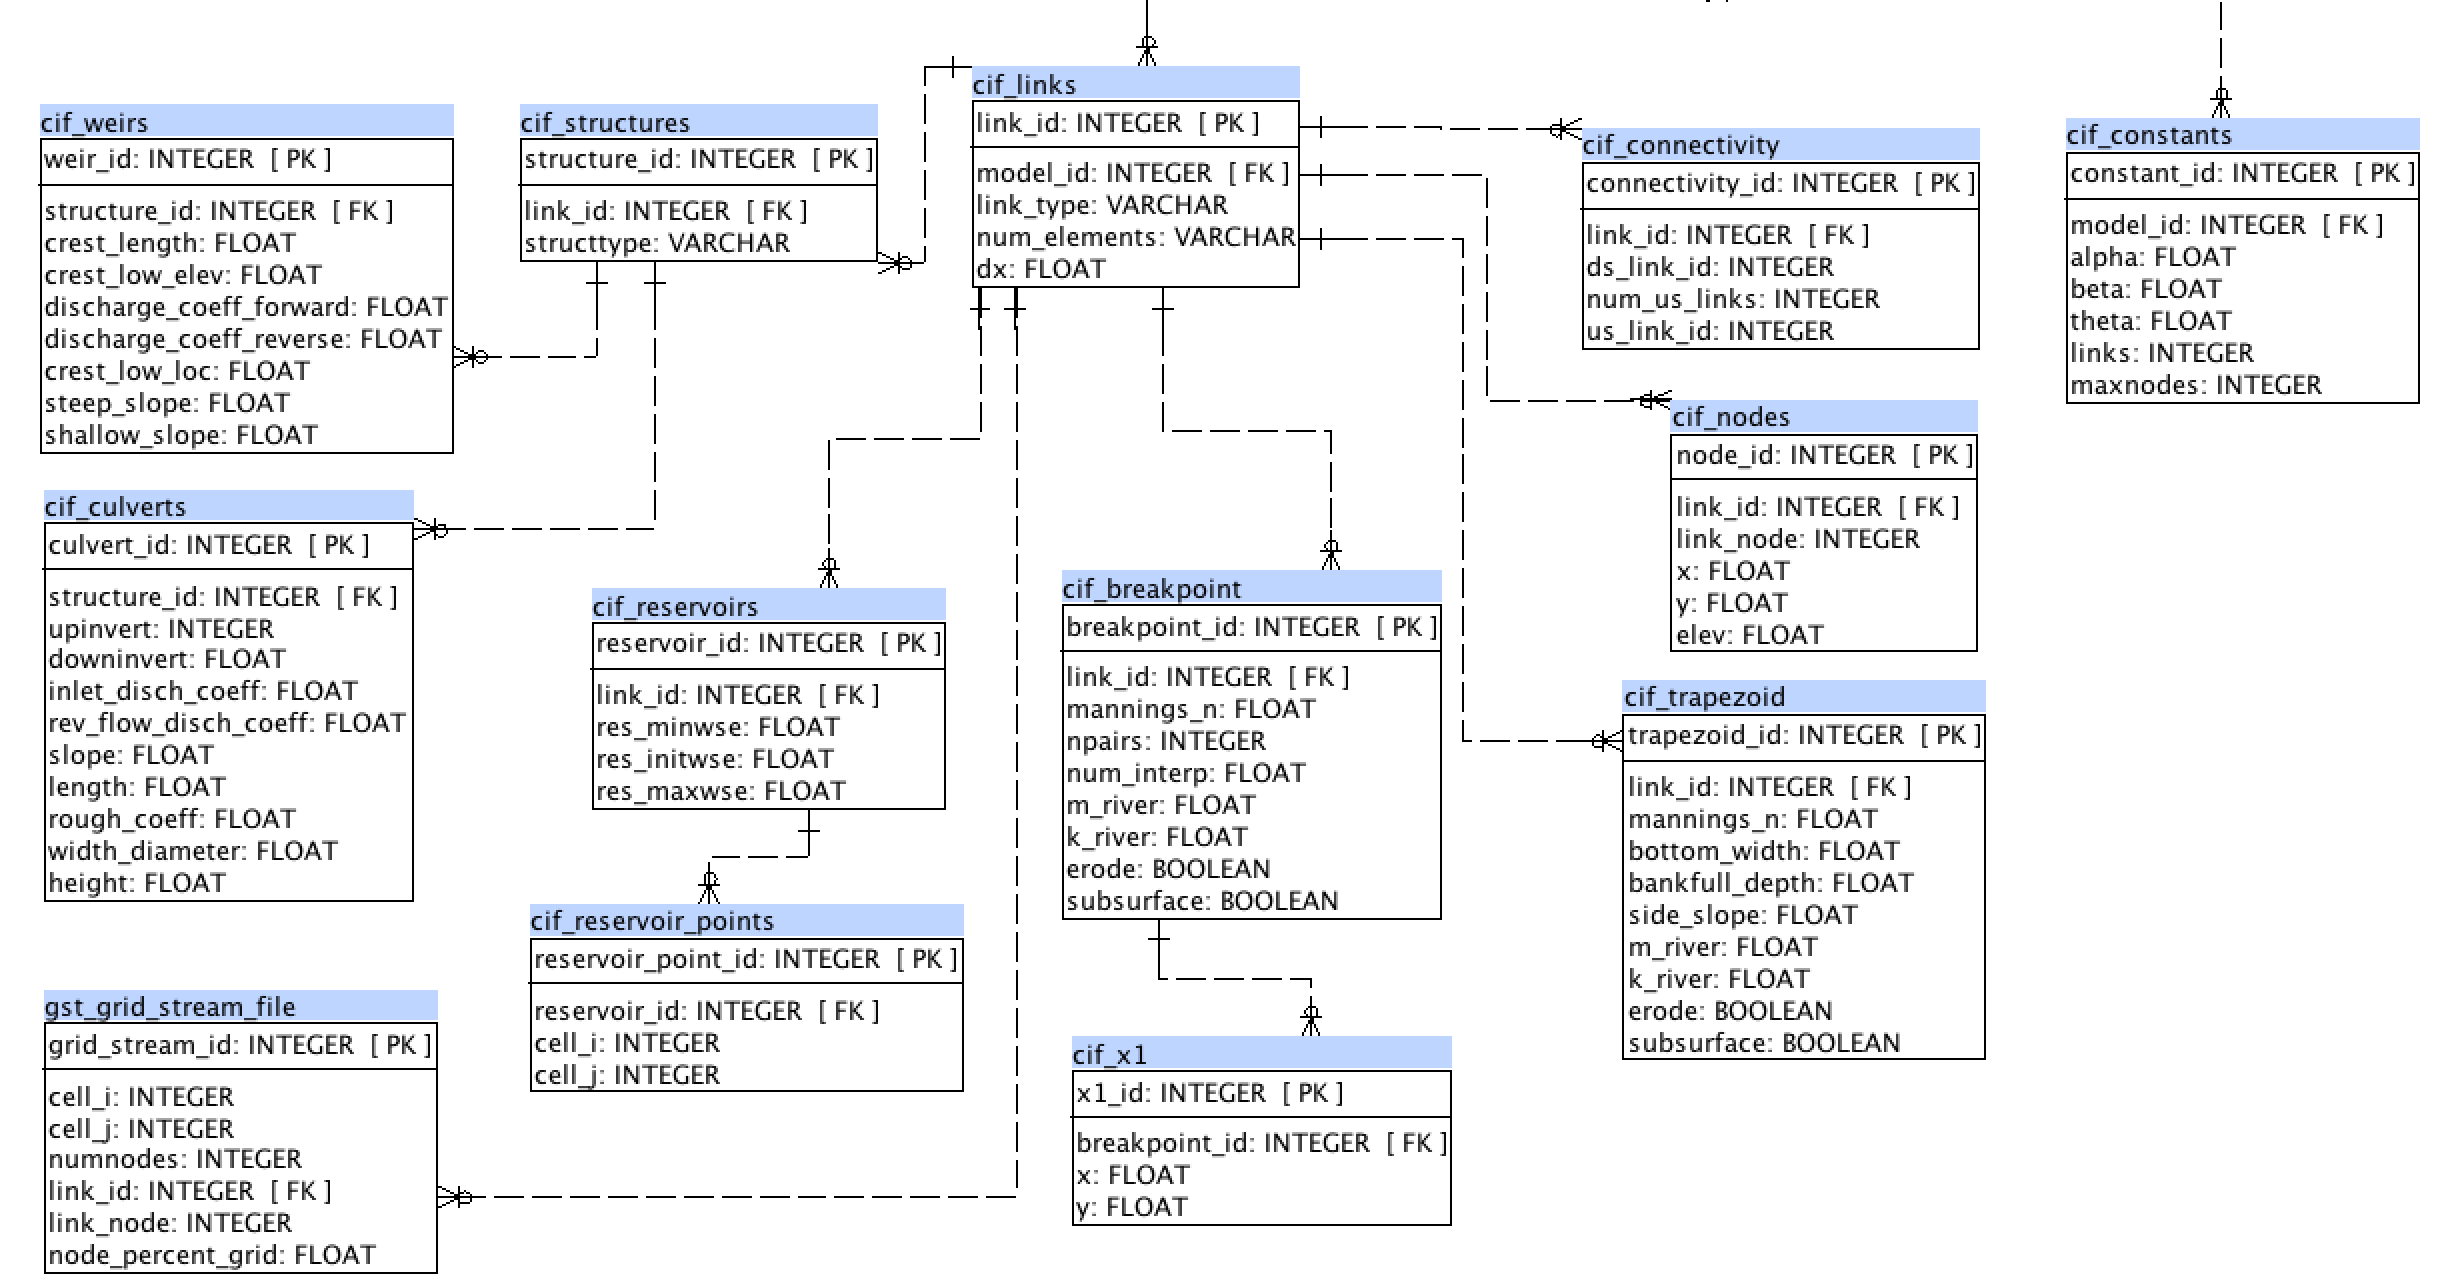 cif_weirs
weir_id: INTEGER [ PK ]
structure_id: INTEGER [ FK ]
crest_length: FLOAT
crest_low_elev: FLOAT
discharge_coeff_forward: FLOAT
discharge_coeff_reverse: FLOAT
crest_low_loc: FLOAT
steep_slope: FLOAT
shallow_slope: FLOAT
cif_structures
structure_id: INTEGER [ PK ]
link_id: INTEGER [ FK ]
structtype: VARCHAR
cif_links
link_id: INTEGER [ PK ]
model_id: INTEGER [ FK ]
link_type: VARCHAR
num_elements: VARCHAR
dx: FLOAT
cif_connectivity
connectivity_id: INTEGER [ PK ]
link_id: INTEGER [ FK ]
ds_link_id: INTEGER
num_us_links: INTEGER
us_link_id: INTEGER
cif_constants
constant_id: INTEGER [ PK ]
model_id: INTEGER [ FK ]
alpha: FLOAT
beta: FLOAT
theta: FLOAT
links: INTEGER
maxnodes: INTEGER
cif_nodes
node_id: INTEGER [ PK ]
link_id: INTEGER [ FK ]
link_node: INTEGER
x: FLOAT
y: FLOAT
elev: FLOAT
cif_culverts
culvert_id: INTEGER [ PK ]
structure_id: INTEGER [ FK ]
upinvert: INTEGER
downinvert: FLOAT
inlet_disch_coeff: FLOAT
rev_flow_disch_coeff: FLOAT
slope: FLOAT
length: FLOAT
rough_coeff: FLOAT
width_diameter: FLOAT
height: FLOAT
cif_reservoirs
reservoir_id: INTEGER [ PK ]
link_id: INTEGER [ FK ]
res_minwse: FLOAT
res_initwse: FLOAT
res_maxwse: FLOAT
cif_breakpoint
breakpoint_id: INTEGER [ PK ]
link_id: INTEGER [ FK ]
mannings_n: FLOAT
npairs: INTEGER
num_interp: FLOAT
m_river: FLOAT
k_river: FLOAT
erode: BOOLEAN
subsurface: BOOLEAN
cif_trapezoid
trapezoid_id: INTEGER [ PK ]
link_id: INTEGER [ FK ]
mannings_n: FLOAT
bottom_width: FLOAT
bankfull_depth: FLOAT
side_slope: FLOAT
m_river: FLOAT
k_river: FLOAT
erode: BOOLEAN
subsurface: BOOLEAN
cif_reservoir_points
reservoir_point_id: INTEGER [ PK ]
reservoir_id: INTEGER [ FK ]
cell_i: INTEGER
cell_j: INTEGER
gst_grid_stream_file
grid_stream_id: INTEGER [ PK ]
cell_i: INTEGER
cell_j: INTEGER
numnodes: INTEGER
link_id: INTEGER [ FK ]
link_node: INTEGER
node_percent_grid: FLOAT
cif_x1
x1_id: INTEGER [ PK ]
breakpoint_id: INTEGER [ FK ]
x: FLOAT
y: FLOAT